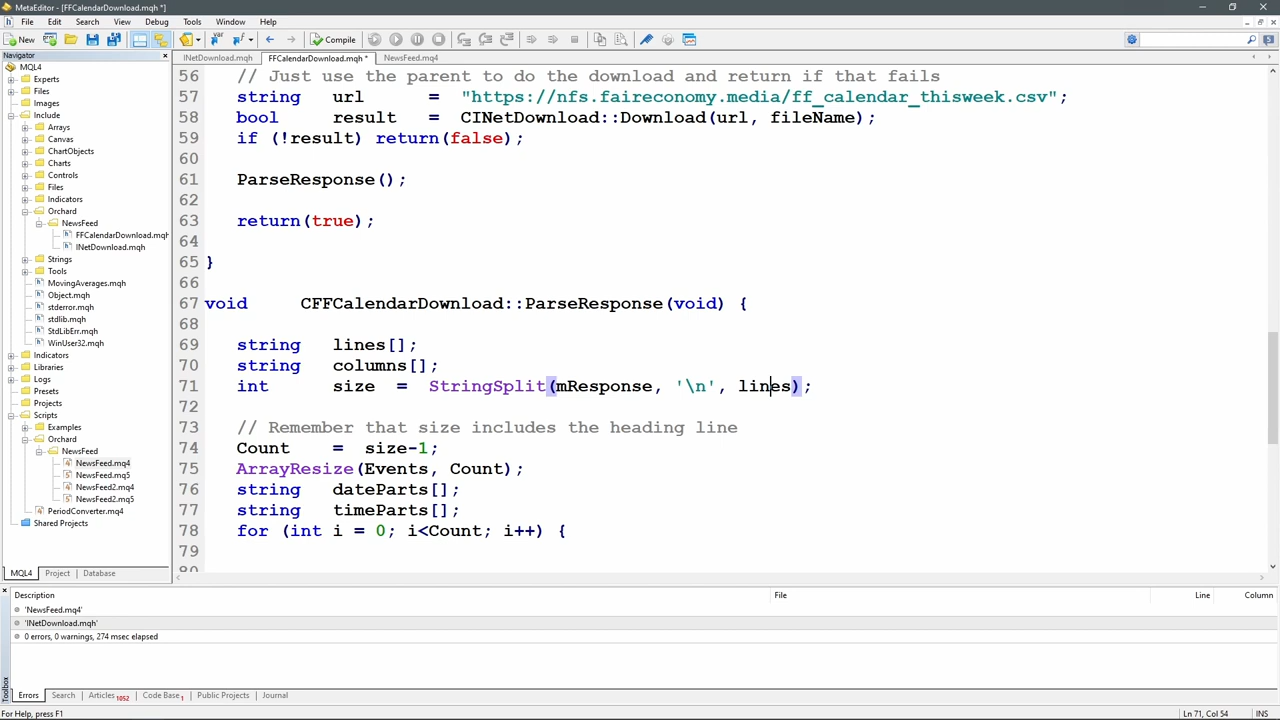 MetaEditor - [FFCalendarDownload.mqh *]
File Edit Search View Debug Tools Window Help
New Compile
Navigator
MQL4
Experts
Files
Images
Include
Arrays
Canvas
ChartObjects
Charts
Controls
Files
Indicators
Orchard
NewsFeed
FFCalendarDownload.mqh
INetDownload.mqh
Strings
Tools
MovingAverages.mqh
Object.mqh
stderror.mqh
stdlib.mqh
StdLibErr.mqh
WinUser32.mqh
Indicators
Libraries
Logs
Presets
Projects
Scripts
Examples
Orchard
NewsFeed
NewsFeed.mq4
NewsFeed.mq5
NewsFeed2.mq4
NewsFeed2.mq5
PeriodConverter.mq4
Shared Projects
MQL4 Project Database
INetDownload.mqh FFCalendarDownload.mqh * NewsFeed.mq4
56 // Just use the parent to do the download and return if that fails
57 string url = "https://nfs.faireconomy.media/ff_calendar_thisweek.csv";
58 bool result = CINetDownload::Download(url, fileName);
59 if (!result) return(false);
60
61 ParseResponse();
62
63 return(true);
64
65 }
66
67 void CFFCalendarDownload::ParseResponse(void) {
68
69 string lines[];
70 string columns[];
71 int size = StringSplit(mResponse, '\n', lines);
72
73 // Remember that size includes the heading line
74 Count = size-1;
75 ArrayResize(Events, Count);
76 string dateParts[];
77 string timeParts[];
78 for (int i = 0; i<Count; i++) {
79
80
Description File Line Column
'NewsFeed.mq4'
'INetDownload.mqh'
0 errors, 0 warnings, 274 msec elapsed
Toolbox
Errors Search Articles 1052 Code Base 1 Public Projects Journal
For Help, press F1 Ln 71, Col 54 INS